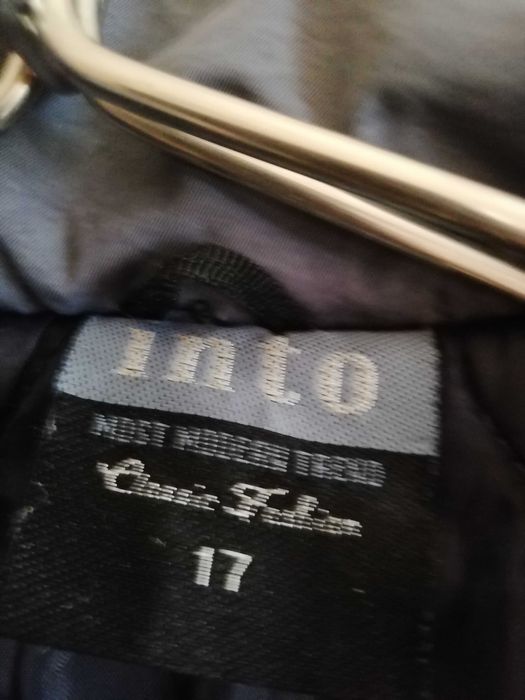 into
MOST MODERN TREND
Classic Fashion
17